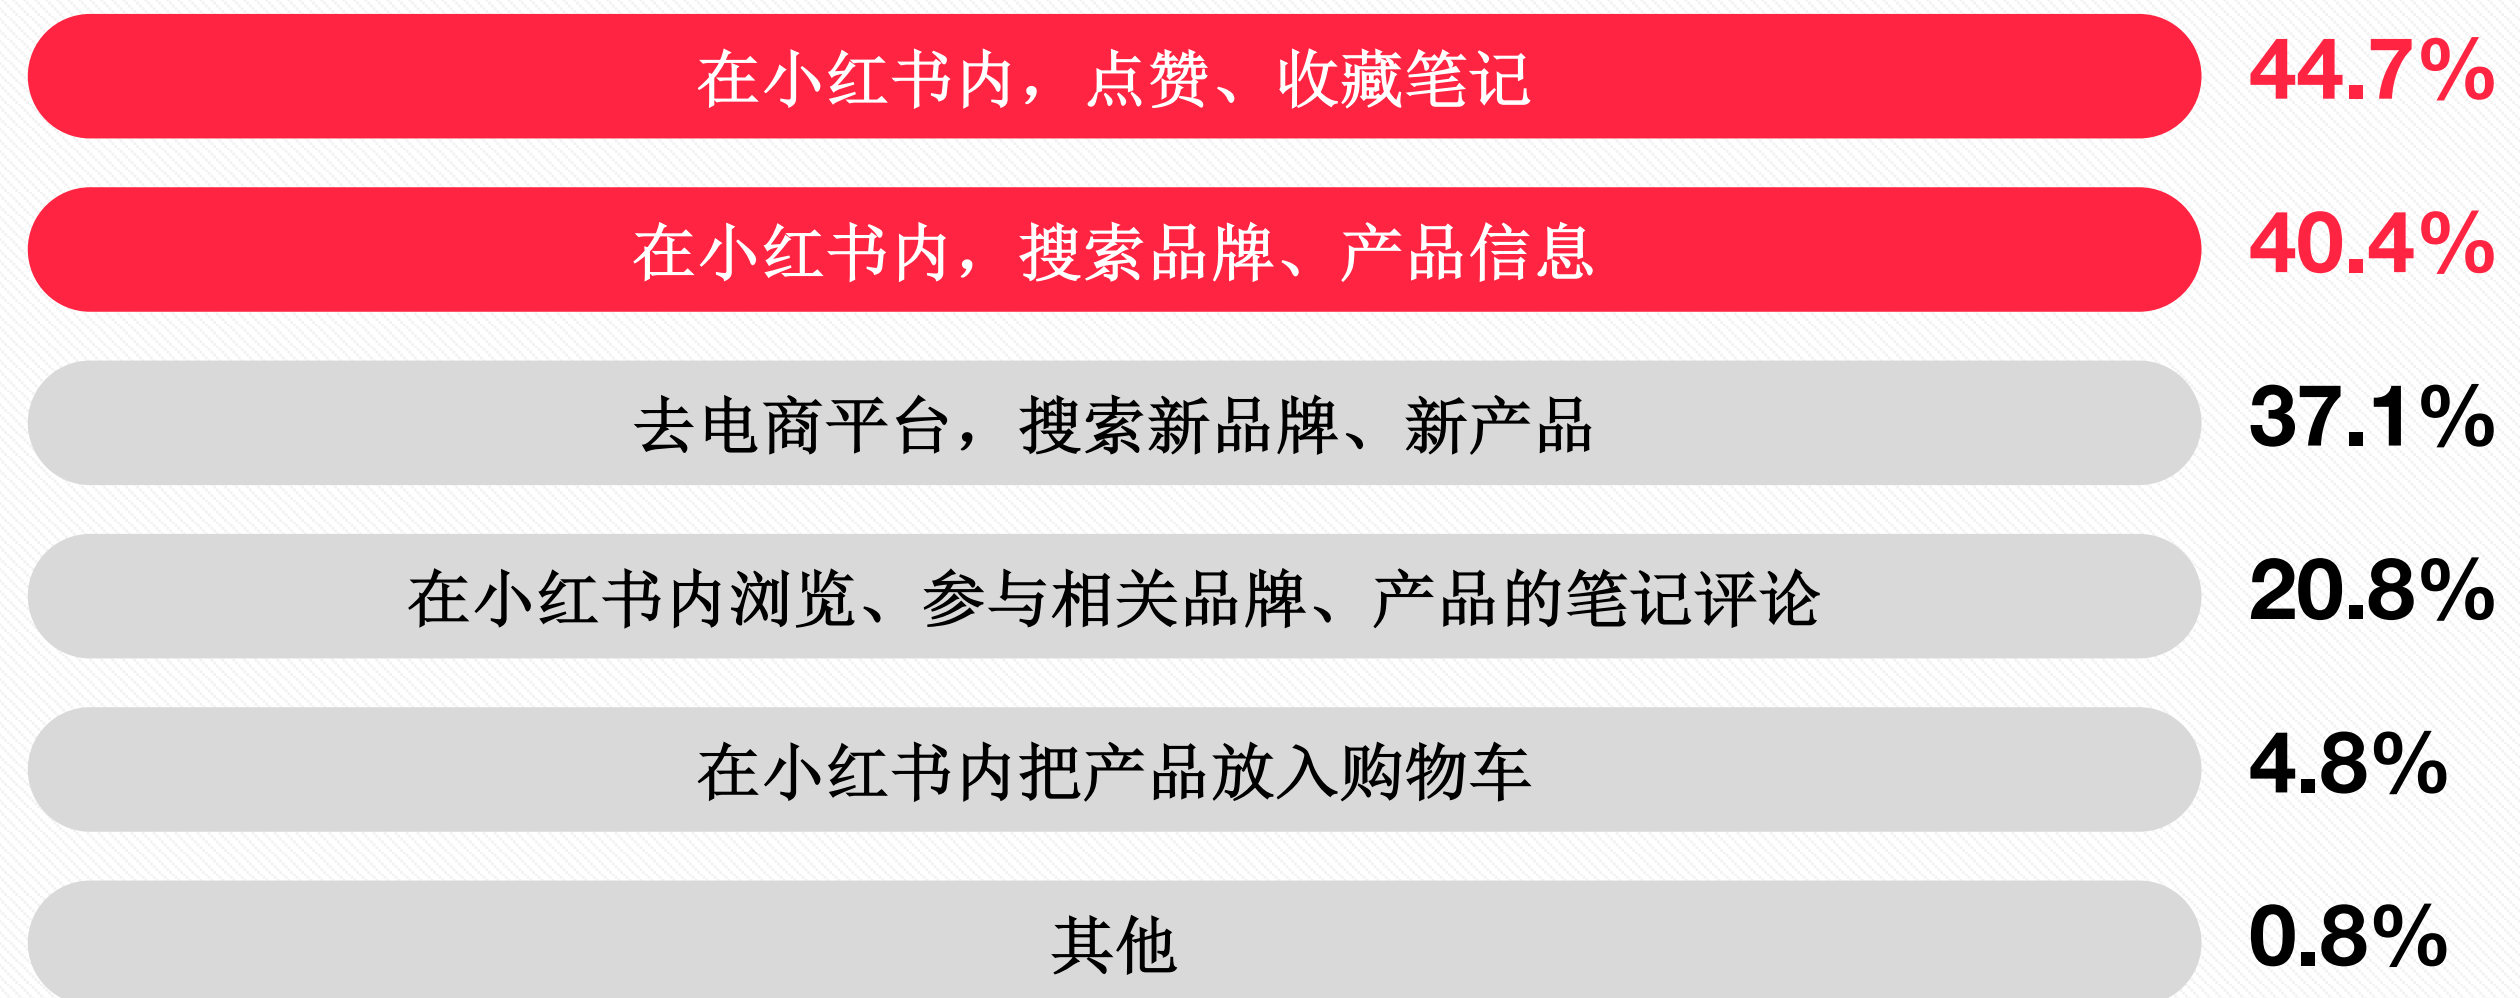 在小红书内，点赞、收藏笔记 44.7%
在小红书内，搜索品牌、产品信息 40.4%
去电商平台，搜索新品牌、新产品 37.1%
在小红书内浏览、参与相关品牌、产品的笔记评论 20.8%
在小红书内把产品放入购物车 4.8%
其他 0.8%